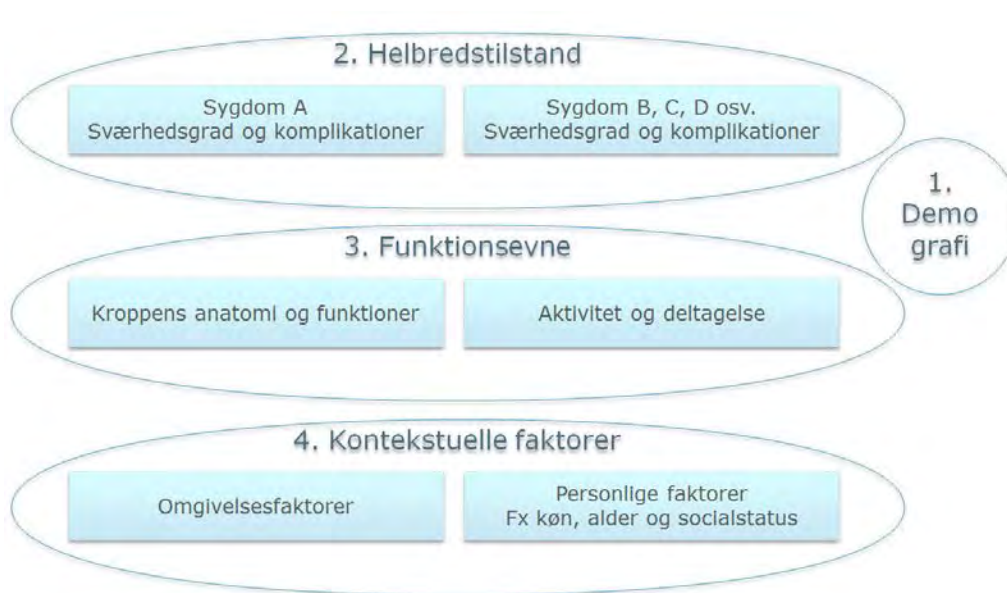 2. Helbredstilstand
Sygdom A
Sværhedsgrad og komplikationer
Sygdom B, C, D osv.
Sværhedsgrad og komplikationer
1.
Demo
grafi
3. Funktionsevne
Kroppens anatomi og funktioner
Aktivitet og deltagelse
4. Kontekstuelle faktorer
Omgivelsesfaktorer
Personlige faktorer
Fx køn, alder og socialstatus